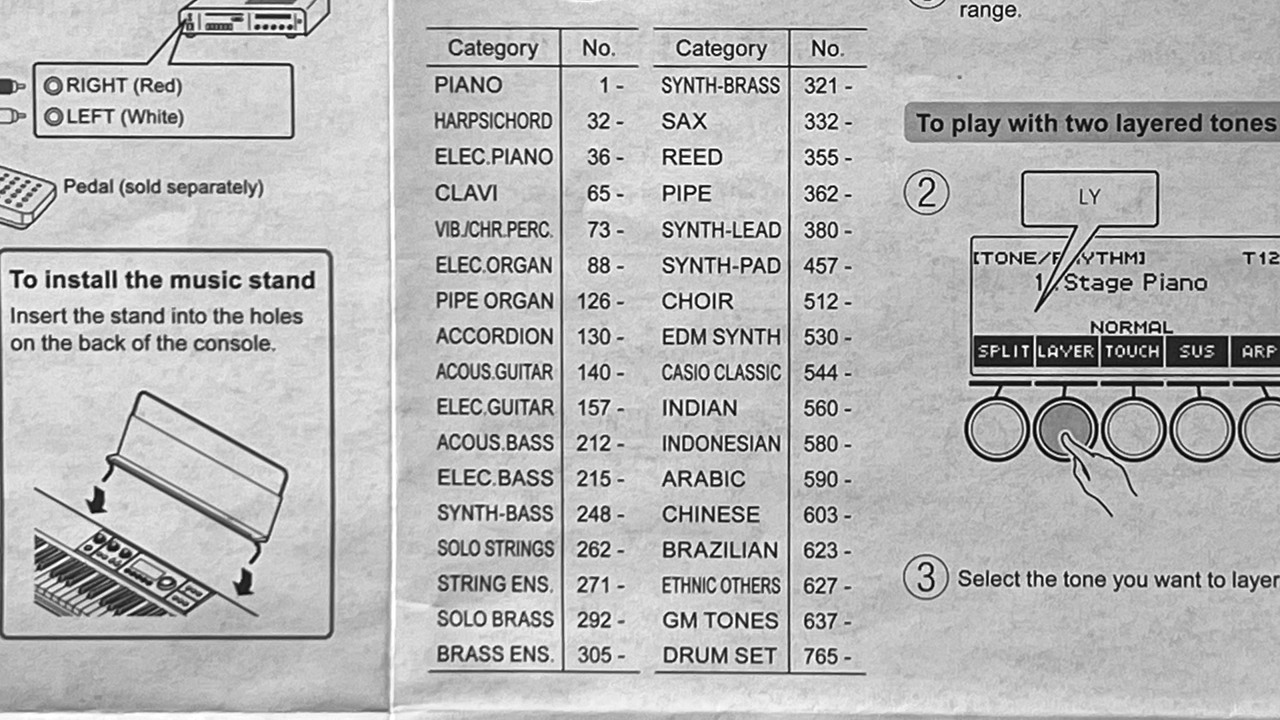 RIGHT (Red)
LEFT (White)
Pedal (sold separately)
To install the music stand
Insert the stand into the holes
on the back of the console.
Category No. Category No.
PIANO 1 - SYNTH-BRASS 321 -
HARPSICHORD 32 - SAX 332 -
ELEC.PIANO 36 - REED 355 -
CLAVI 65 - PIPE 362 -
VIB./CHR.PERC. 73 - SYNTH-LEAD 380 -
ELEC.ORGAN 88 - SYNTH-PAD 457 -
PIPE ORGAN 126 - CHOIR 512 -
ACCORDION 130 - EDM SYNTH 530 -
ACOUS.GUITAR 140 - CASIO CLASSIC 544 -
ELEC.GUITAR 157 - INDIAN 560 -
ACOUS.BASS 212 - INDONESIAN 580 -
ELEC.BASS 215 - ARABIC 590 -
SYNTH-BASS 248 - CHINESE 603 -
SOLO STRINGS 262 - BRAZILIAN 623 -
STRING ENS. 271 - ETHNIC OTHERS 627 -
SOLO BRASS 292 - GM TONES 637 -
BRASS ENS. 305 - DRUM SET 765 -
range.
To play with two layered tones
2
LY
[TONE/R YTHM] T12
1 Stage Piano
NORMAL
SPLIT LAYER TOUCH SUS ARP
3 Select the tone you want to layer